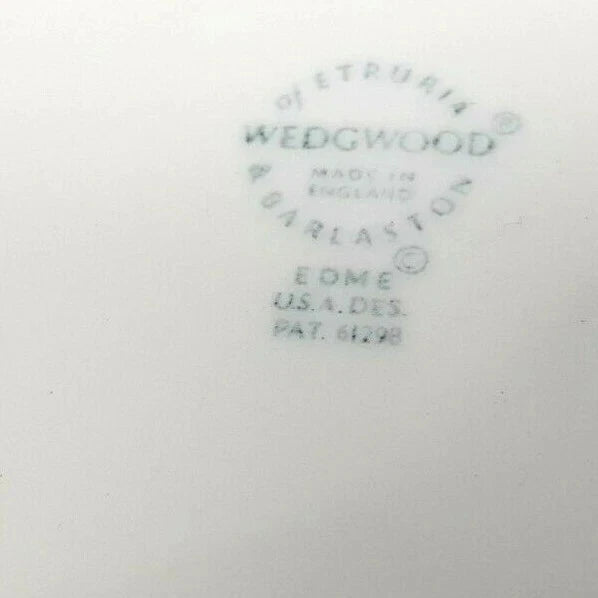 of ETRURIA
WEDGWOOD ®
MADE IN
ENGLAND
& BARLASTON
©
EDME
U.S.A. DES.
PAT. 61298